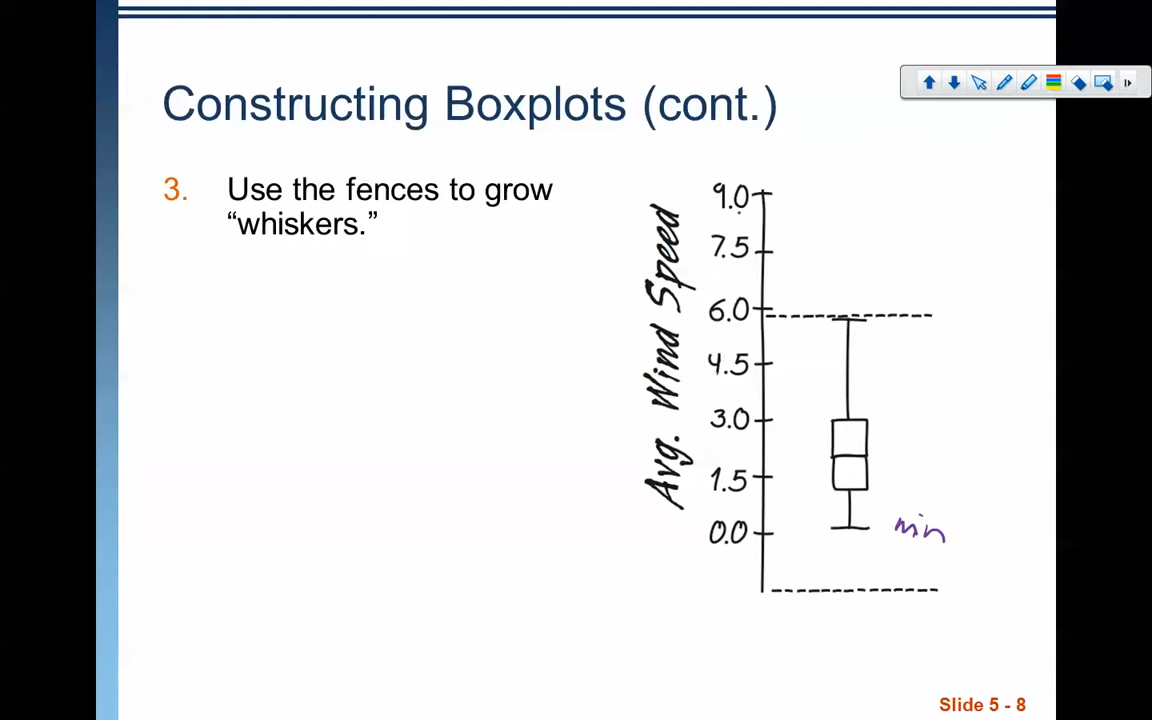 Constructing Boxplots (cont.)
3. Use the fences to grow
“whiskers.”
Avg. Wind Speed
9.0
7.5
6.0
4.5
3.0
1.5
0.0
min
Slide 5 - 8